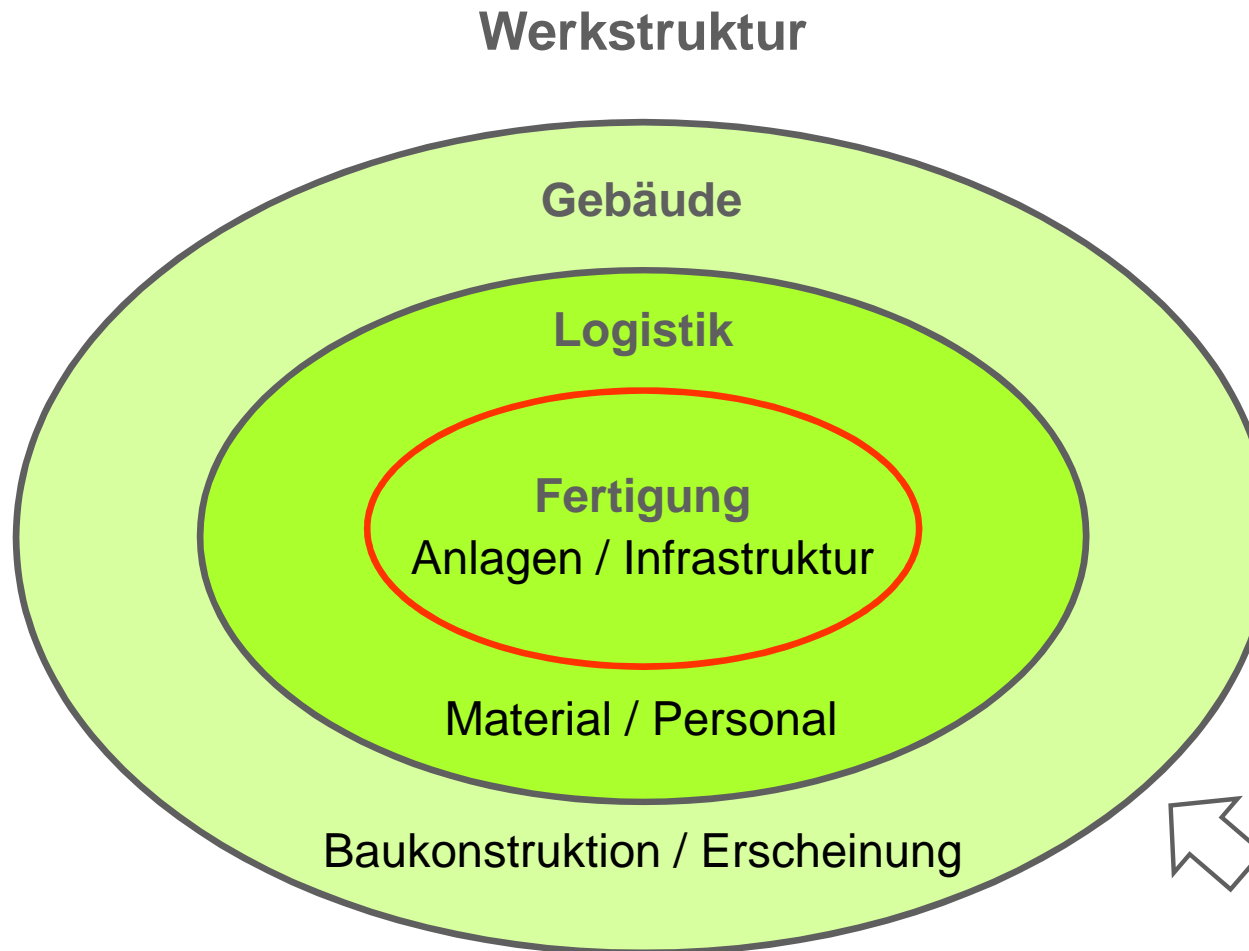 Werkstruktur
Gebäude
Logistik
Fertigung
Anlagen / Infrastruktur
Material / Personal
Baukonstruktion / Erscheinung